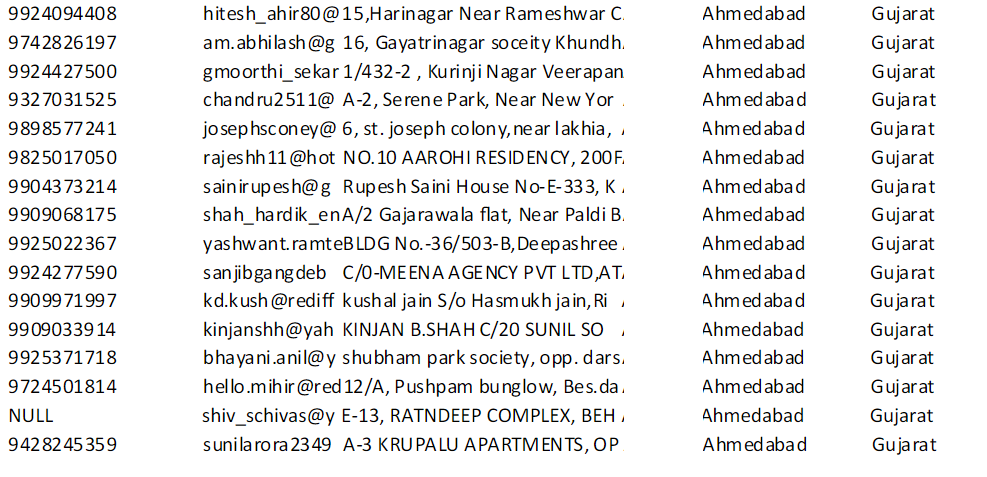 9924094408 hitesh_ahir80@ 15,Harinagar Near Rameshwar C. Ahmedabad Gujarat
9742826197 am.abhilash@g 16, Gayatrinagar soceity Khundh Ahmedabad Gujarat
9924427500 gmoorthi_sekar 1/432-2 , Kurinji Nagar Veerapan Ahmedabad Gujarat
9327031525 chandru2511@ A-2, Serene Park, Near New Yor Ahmedabad Gujarat
9898577241 josephsconey@ 6, st. joseph colony,near lakhia, Ahmedabad Gujarat
9825017050 rajeshh11@hot NO.10 AAROHI RESIDENCY, 200F Ahmedabad Gujarat
9904373214 sainirupesh@g Rupesh Saini House No-E-333, K Ahmedabad Gujarat
9909068175 shah_hardik_en A/2 Gajarawala flat, Near Paldi B Ahmedabad Gujarat
9925022367 yashwant.ramte BLDG No.-36/503-B,Deepashree Ahmedabad Gujarat
9924277590 sanjibgangdeb C/0-MEENA AGENCY PVT LTD,AT Ahmedabad Gujarat
9909971997 kd.kush@rediff kushal jain S/o Hasmukh jain,Ri Ahmedabad Gujarat
9909033914 kinjanshh@yah KINJAN B.SHAH C/20 SUNIL SO Ahmedabad Gujarat
9925371718 bhayani.anil@y shubham park society, opp. dars Ahmedabad Gujarat
9724501814 hello.mihir@red 12/A, Pushpam bunglow, Bes.da Ahmedabad Gujarat
NULL shiv_schivas@y E-13, RATNDEEP COMPLEX, BEH Ahmedabad Gujarat
9428245359 sunilarora2349 A-3 KRUPALU APARTMENTS, OP Ahmedabad Gujarat